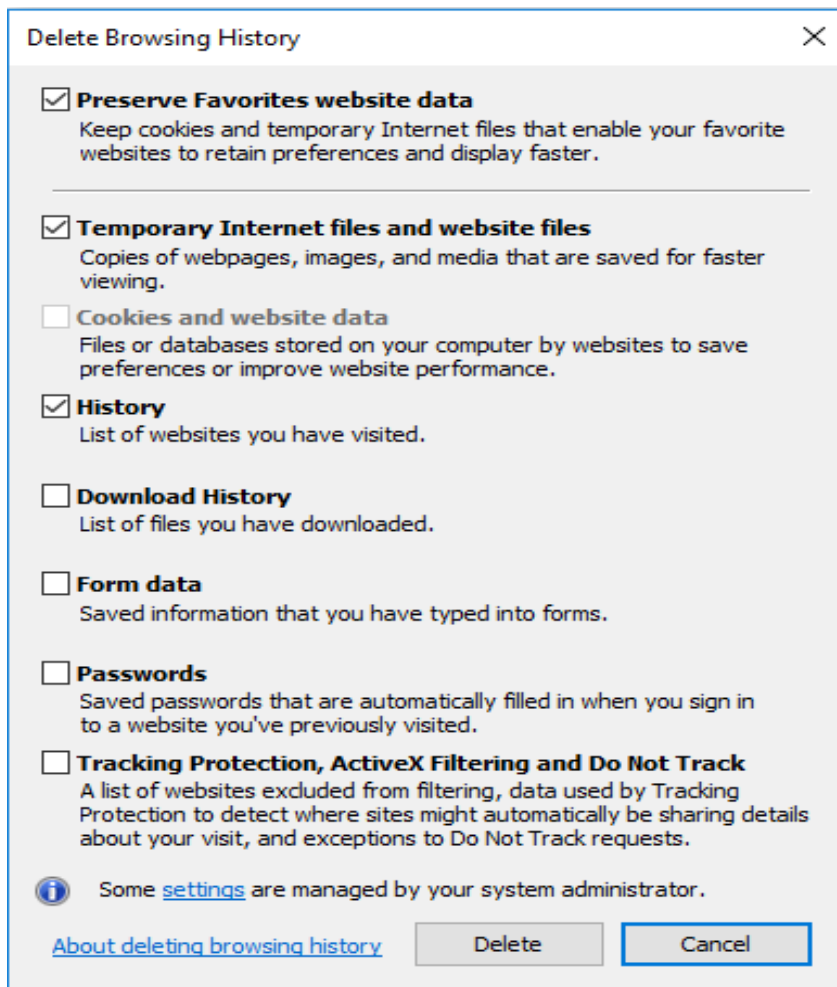 Delete Browsing History
Preserve Favorites website data
Keep cookies and temporary Internet files that enable your favorite
websites to retain preferences and display faster.
Temporary Internet files and website files
Copies of webpages, images, and media that are saved for faster
viewing.
Cookies and website data
Files or databases stored on your computer by websites to save
preferences or improve website performance.
History
List of websites you have visited.
Download History
List of files you have downloaded.
Form data
Saved information that you have typed into forms.
Passwords
Saved passwords that are automatically filled in when you sign in
to a website you've previously visited.
Tracking Protection, ActiveX Filtering and Do Not Track
A list of websites excluded from filtering, data used by Tracking
Protection to detect where sites might automatically be sharing details
about your visit, and exceptions to Do Not Track requests.
Some settings are managed by your system administrator.
About deleting browsing history Delete Cancel